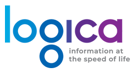 logica
information at
the speed of life